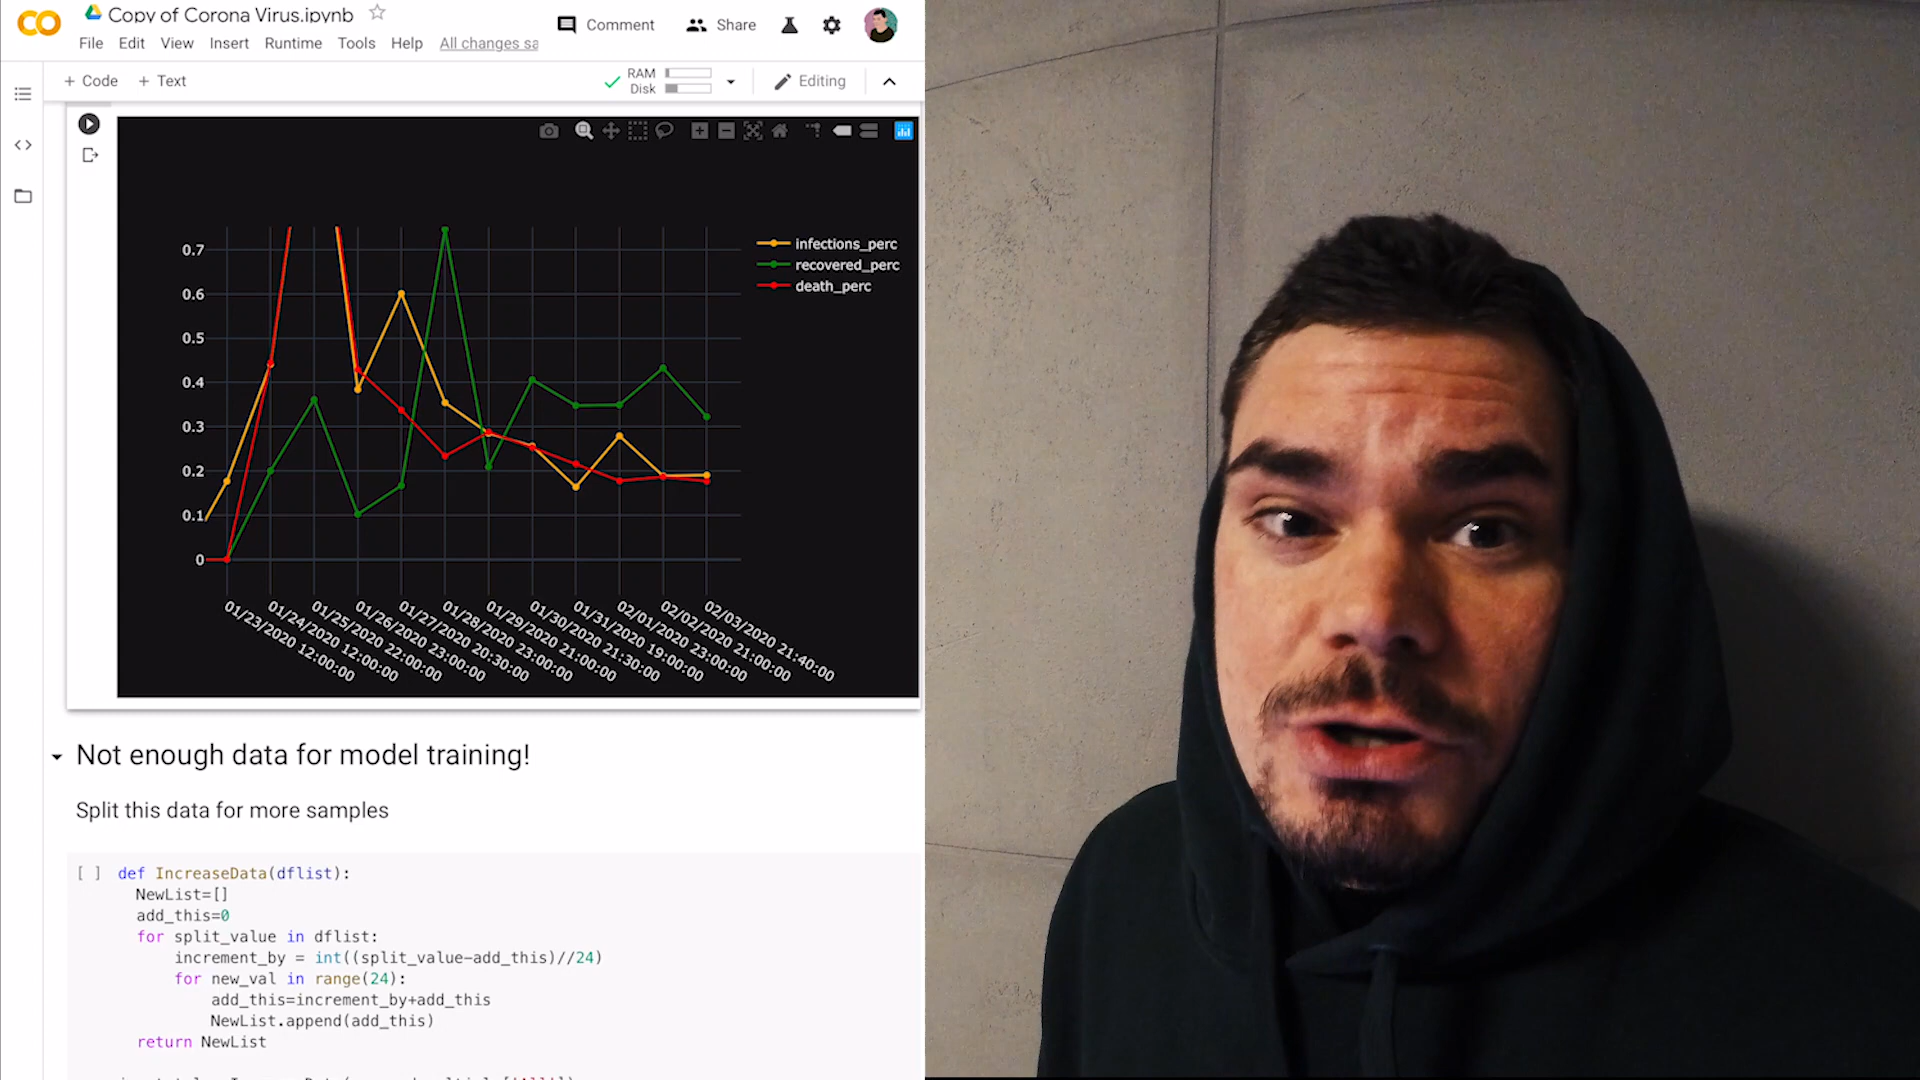 Copy of Corona Virus.ipynb
Comment
Share
File Edit View Insert Runtime Tools Help All changes sa
+ Code + Text
RAM
Disk
Editing
infections_perc
recovered_perc
death_perc
0.7
0.6
0.5
0.4
0.3
0.2
0.1
0
01/23/2020 12:00:00
01/24/2020 12:00:00
01/25/2020 22:00:00
01/26/2020 23:00:00
01/27/2020 20:30:00
01/28/2020 23:00:00
01/29/2020 21:00:00
01/30/2020 21:30:00
01/31/2020 19:00:00
02/01/2020 23:00:00
02/02/2020 21:00:00
02/03/2020 21:40:00
Not enough data for model training!
Split this data for more samples
[ ] def IncreaseData(dflist):
NewList=[]
add_this=0
for split_value in dflist:
increment_by = int((split_value-add_this)//24)
for new_val in range(24):
add_this=increment_by+add_this
NewList.append(add_this)
return NewList